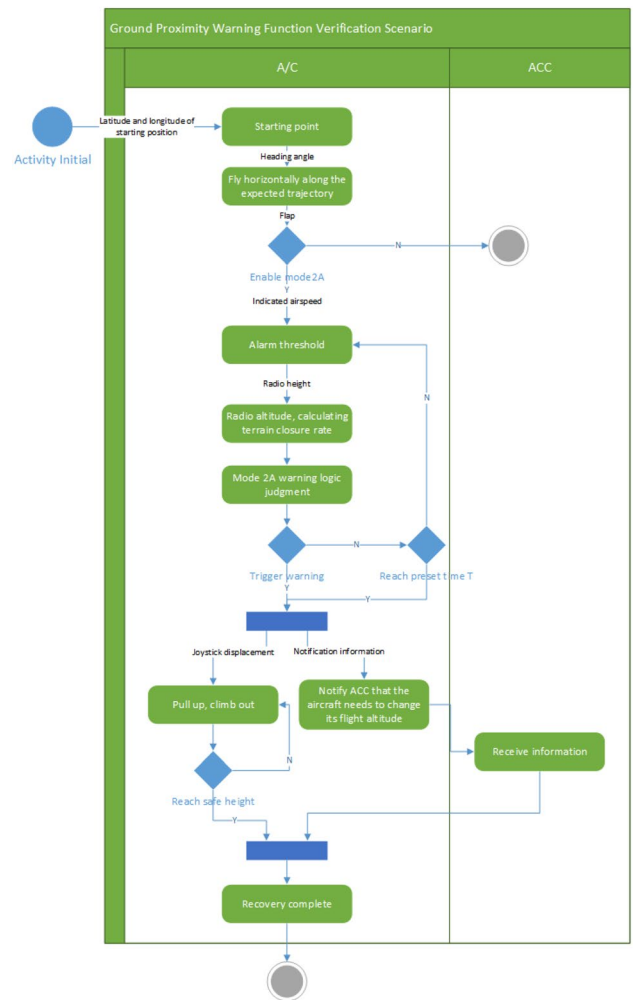 Ground Proximity Warning Function Verification Scenario
A/C
ACC
Latitude and longitude of
starting position
Activity Initial
Starting point
Heading angle
Fly horizontally along the
expected trajectory
Flap
N
Enable mode2A
Y
Indicated airspeed
Alarm threshold
N
Radio height
Radio altitude, calculating
terrain closure rate
Mode 2A warning logic
judgment
N
Trigger warning
Reach preset time T
Y
Y
Joystick displacement
Notification information
Pull up, climb out
Notify ACC that the
aircraft needs to change
its flight altitude
Receive information
N
Reach safe height
Y
Recovery complete